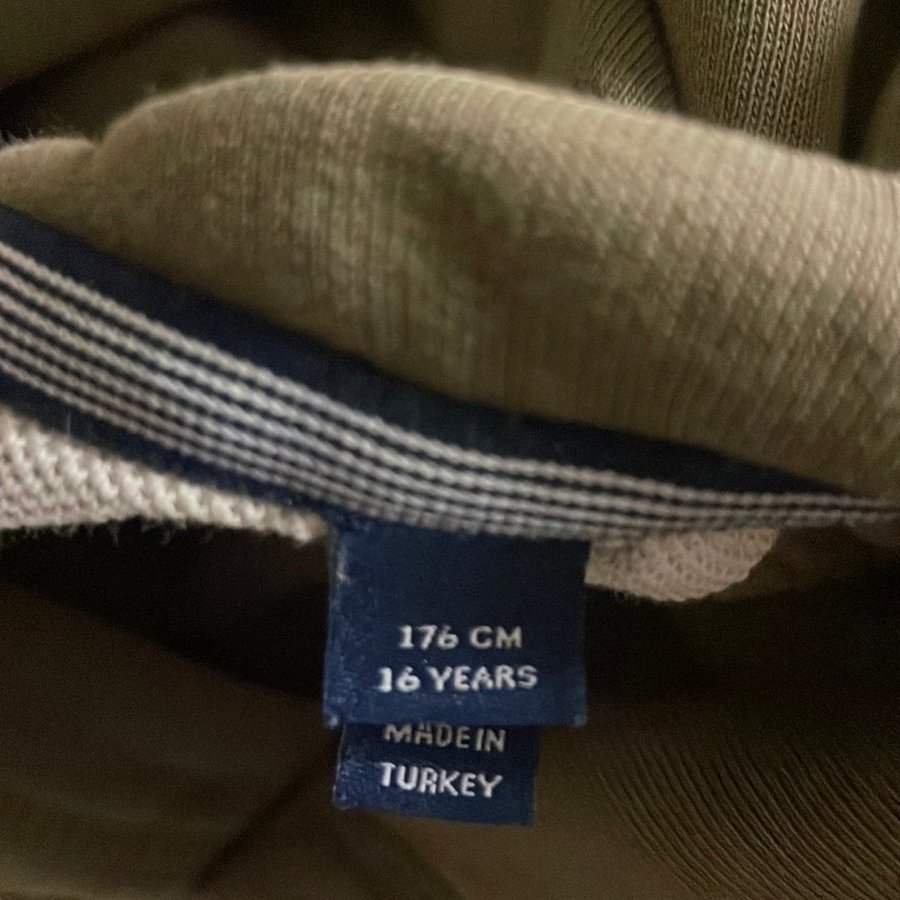 176 CM
16 YEARS
MADE IN
TURKEY